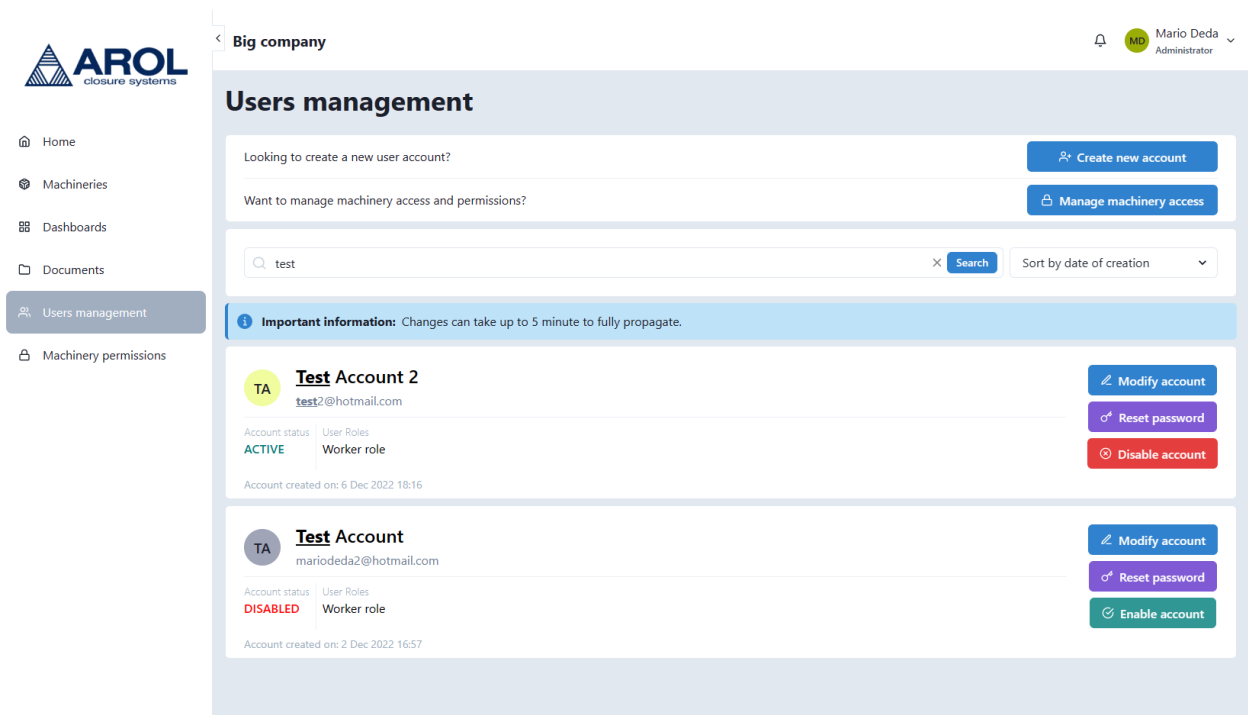 AROL
closure systems
Big company
MD
Mario Deda
Administrator
Home
Machineries
Dashboards
Documents
Users management
Machinery permissions
Users management
Looking to create a new user account?
Create new account
Want to manage machinery access and permissions?
Manage machinery access
test
Search
Sort by date of creation
Important information: Changes can take up to 5 minute to fully propagate.
TA
Test Account 2
test2@hotmail.com
Account status
User Roles
ACTIVE
Worker role
Account created on: 6 Dec 2022 18:16
Modify account
Reset password
Disable account
TA
Test Account
mariodeda2@hotmail.com
Account status
User Roles
DISABLED
Worker role
Account created on: 2 Dec 2022 16:57
Modify account
Reset password
Enable account